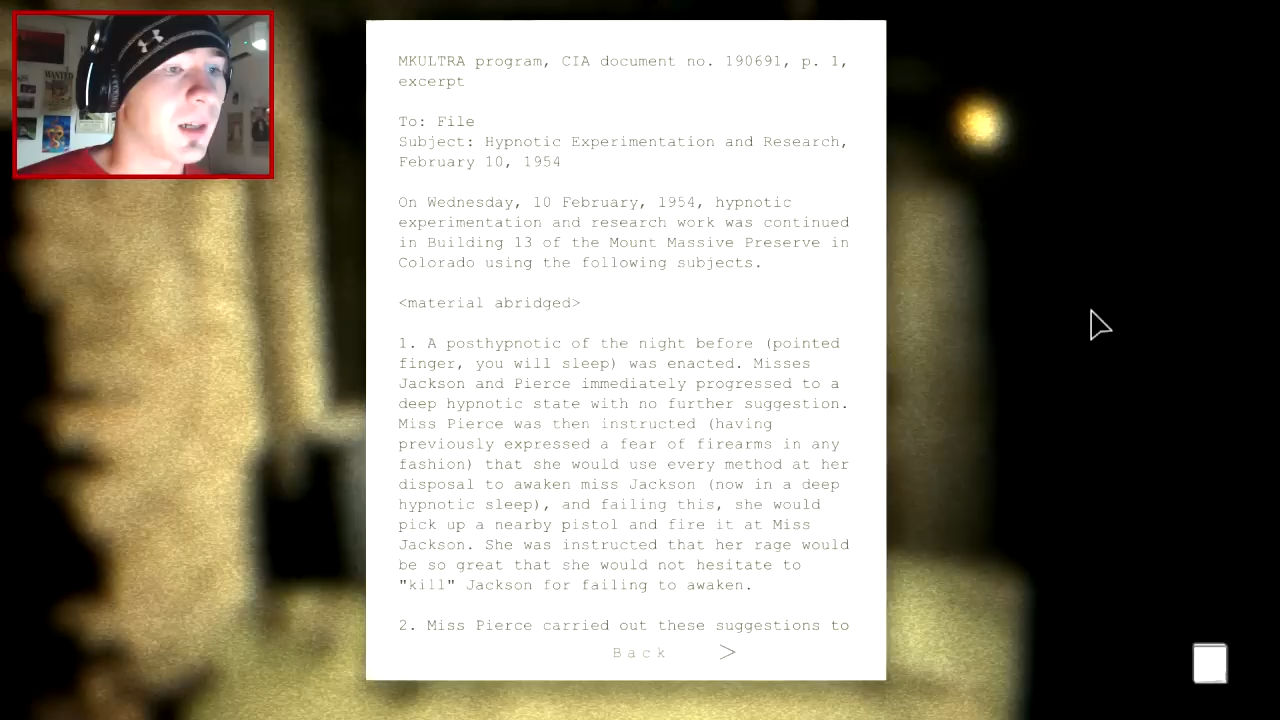 WANTED
MKULTRA program, CIA document no. 190691, p. 1,
excerpt
To: File
Subject: Hypnotic Experimentation and Research,
February 10, 1954
On Wednesday, 10 February, 1954, hypnotic
experimentation and research work was continued
in Building 13 of the Mount Massive Preserve in
Colorado using the following subjects.
<material abridged>
1. A posthypnotic of the night before (pointed
finger, you will sleep) was enacted. Misses
Jackson and Pierce immediately progressed to a
deep hypnotic state with no further suggestion.
Miss Pierce was then instructed (having
previously expressed a fear of firearms in any
fashion) that she would use every method at her
disposal to awaken miss Jackson (now in a deep
hypnotic sleep), and failing this, she would
pick up a nearby pistol and fire it at Miss
Jackson. She was instructed that her rage would
be so great that she would not hesitate to
"kill" Jackson for failing to awaken.
2. Miss Pierce carried out these suggestions to
Back >